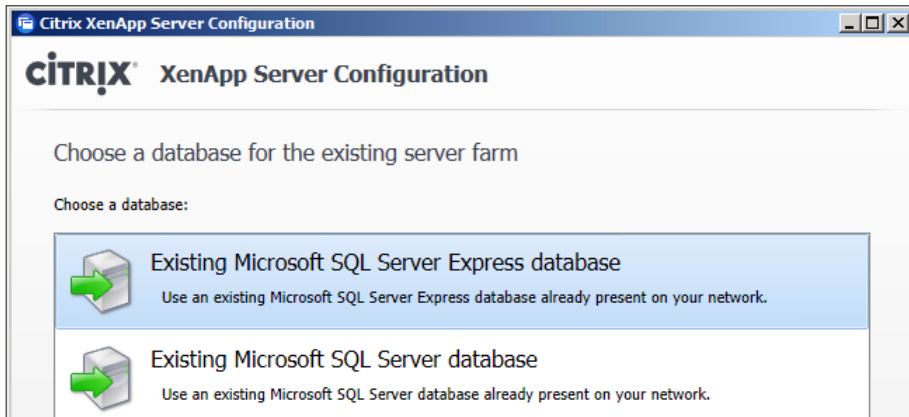 Citrix XenApp Server Configuration
CİTRIX XenApp Server Configuration
Choose a database for the existing server farm
Choose a database:
Existing Microsoft SQL Server Express database
Use an existing Microsoft SQL Server Express database already present on your network.
Existing Microsoft SQL Server database
Use an existing Microsoft SQL Server database already present on your network.